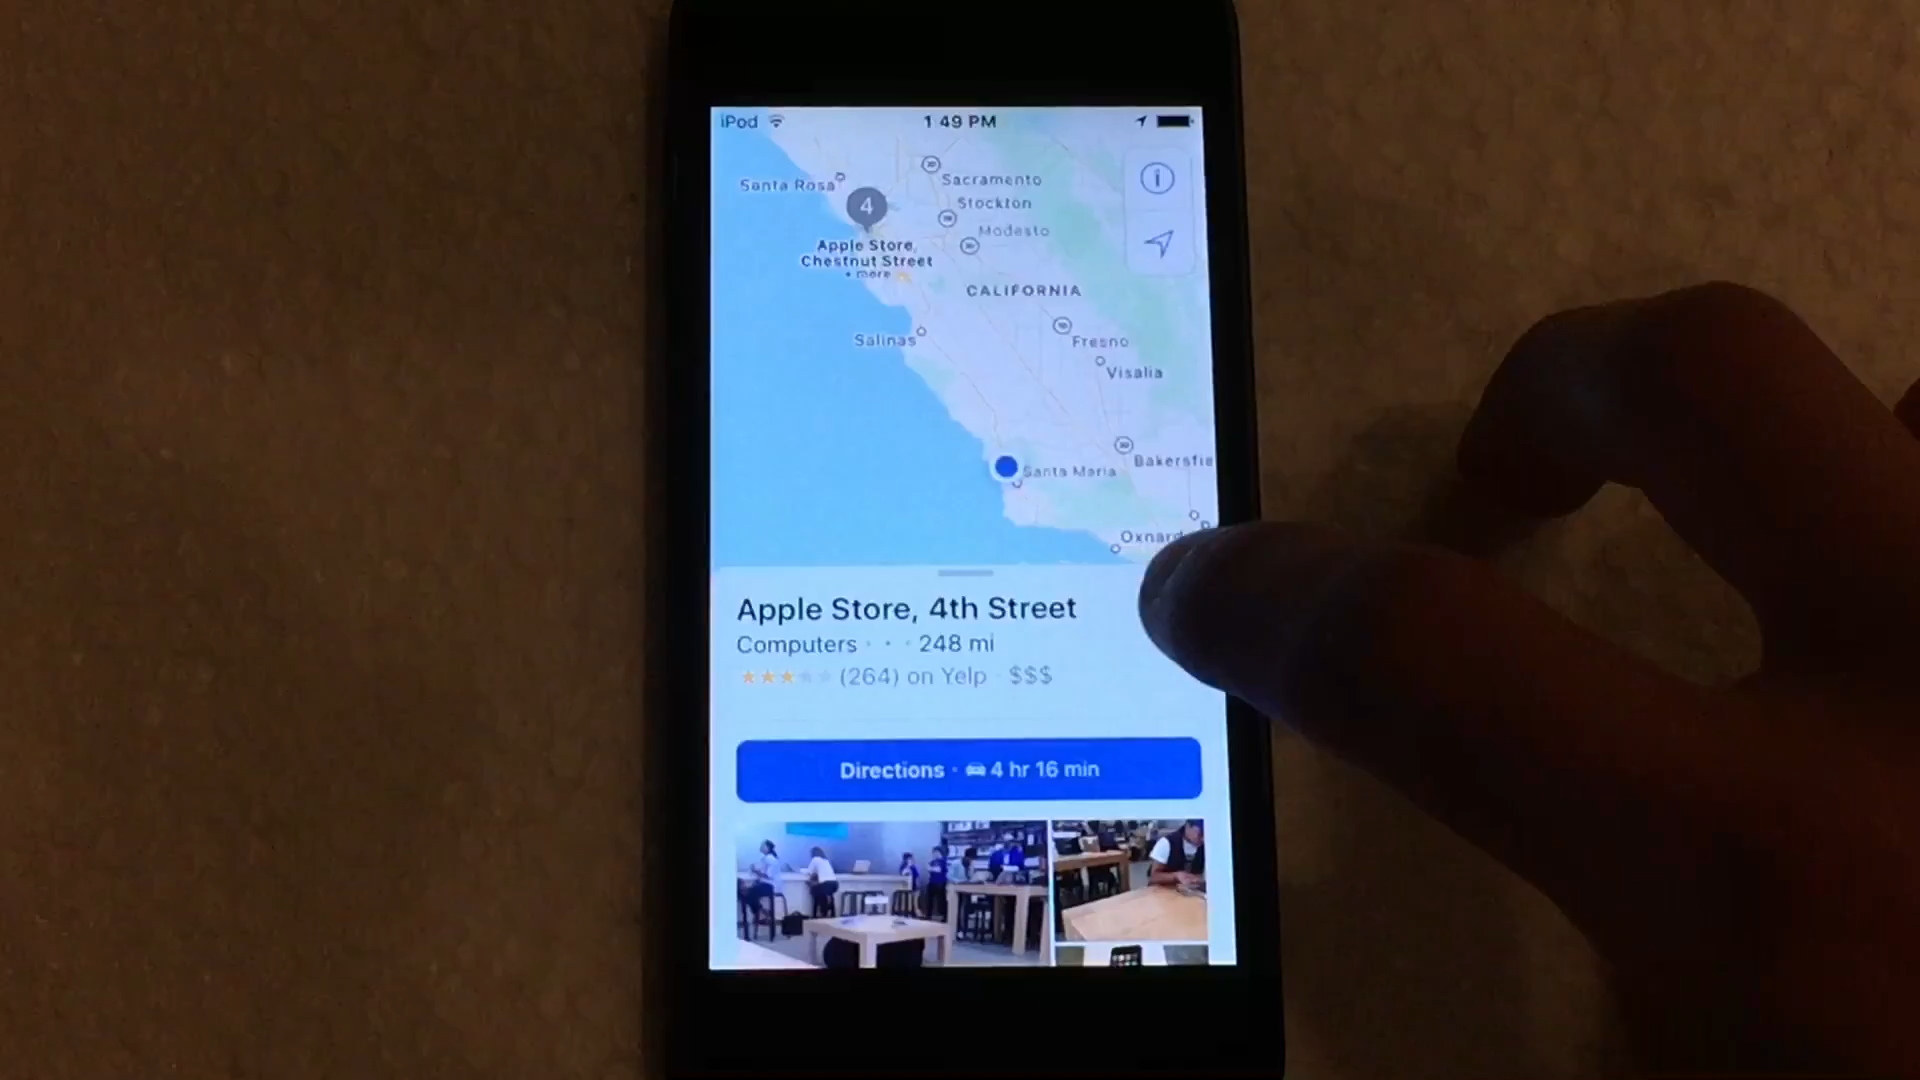 iPod
1 49 PM
Santa Rosa
Sacramento
4
Stockton
Modesto
Apple Store,
Chestnut Street
• more
CALIFORNIA
Salinas
Fresno
Visalia
Bakersfie
Santa Maria
Oxnard
Apple Store, 4th Street
Computers · · · 248 mi
(264) on Yelp · $$$
Directions · 4 hr 16 min